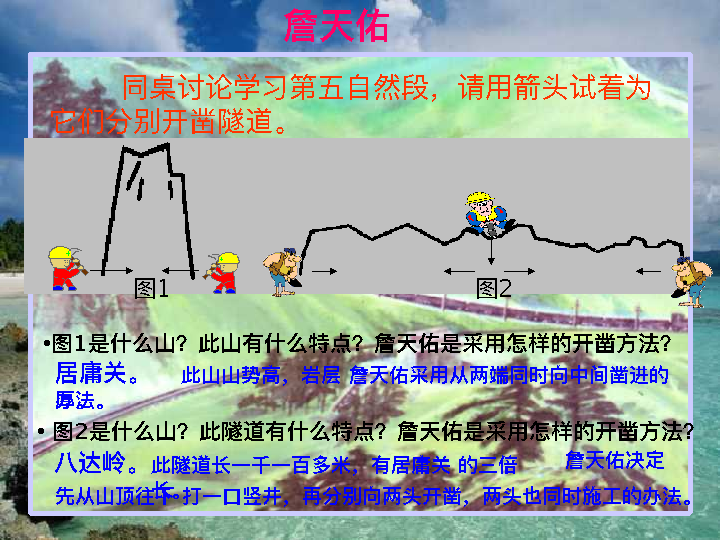 詹天佑
同桌讨论学习第五自然段，请用箭头试着为
它们分别开凿隧道。
图1
图2
•图1是什么山？此山有什么特点？詹天佑是采用怎样的开凿方法？
居庸关。 此山山势高，岩层 詹天佑采用从两端同时向中间凿进的
厚。
办法。
• 图2是什么山？此隧道有什么特点？詹天佑是采用怎样的开凿方法？
八达岭。此隧道长一千一百多米，有居庸关 的三倍 詹天佑决定
长。
先从山顶往下 打一口竖井，再分别向两头开凿，两头也同时施工的办法。